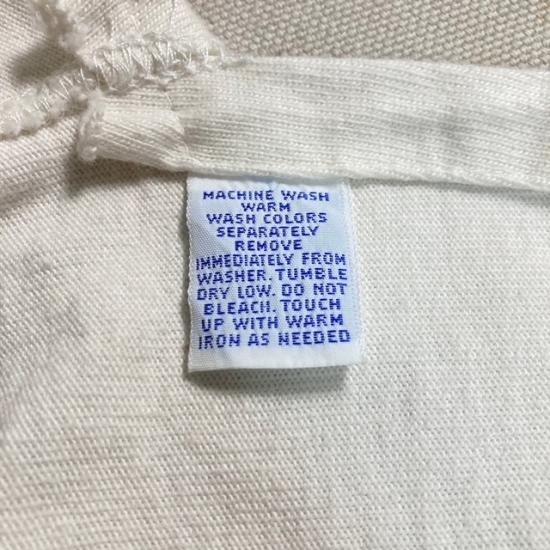 MACHINE WASH
WARM
WASH COLORS
SEPARATELY
REMOVE
IMMEDIATELY FROM
WASHER. TUMBLE
DRY LOW. DO NOT
BLEACH. TOUCH
UP WITH WARM
IRON AS NEEDED